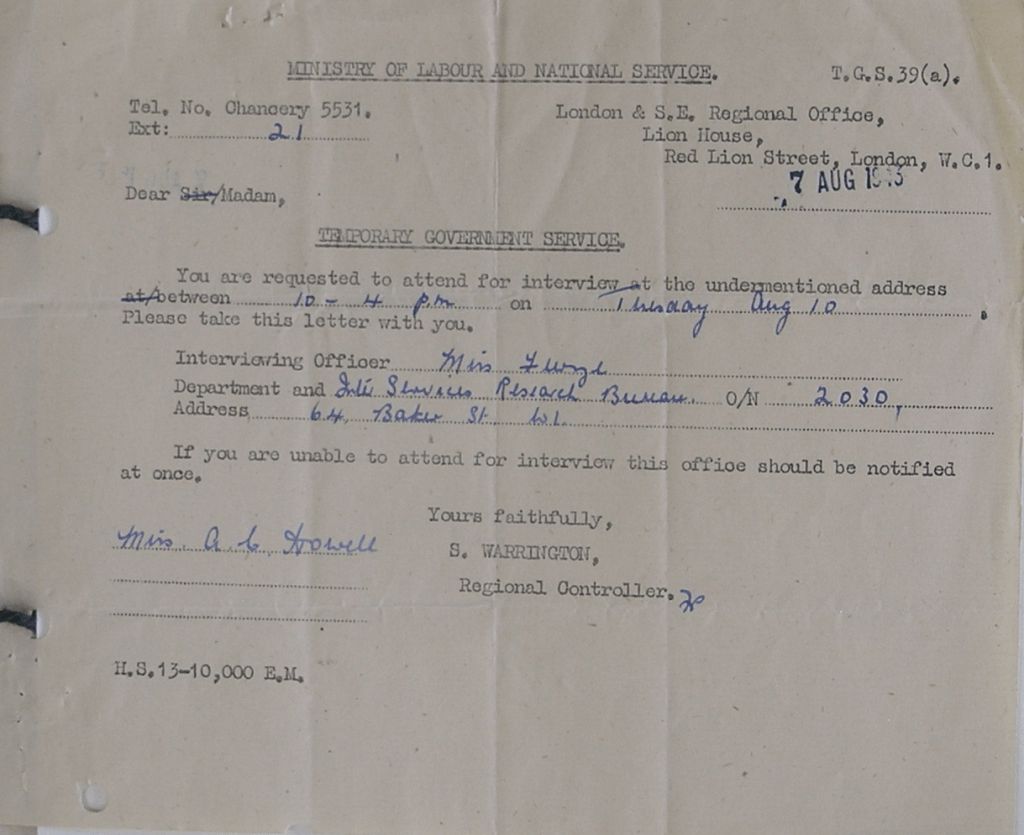 MINISTRY OF LABOUR AND NATIONAL SERVICE.
T.G.S.39(a).
Tel. No. Chancery 5531.
Ext: 21
London & S.E. Regional Office,
Lion House,
Red Lion Street, London, W.C.1.
7 AUG 1943
Dear Sir/Madam,
TEMPORARY GOVERNMENT SERVICE.
You are requested to attend for interview at the undermentioned address
at/between 10 - 4 p.m on Tuesday Aug 10.
Please take this letter with you.
Interviewing Officer Miss Furze
Department and Inter Services Research Bureau. O/N 2030,
Address 64 Baker St. W1.
If you are unable to attend for interview this office should be notified
at once.
Yours faithfully,
Miss. A C Howell
S. WARRINGTON,
Regional Controller.
H.S.13-10,000 E.M.